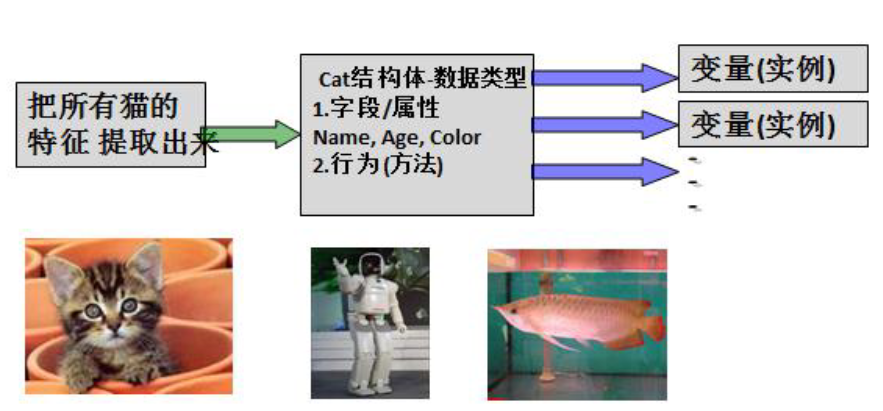 把所有猫的
特征 提取出来
Cat结构体-数据类型
1.字段/属性
Name, Age, Color
2.行为(方法)
变量(实例)
变量(实例)